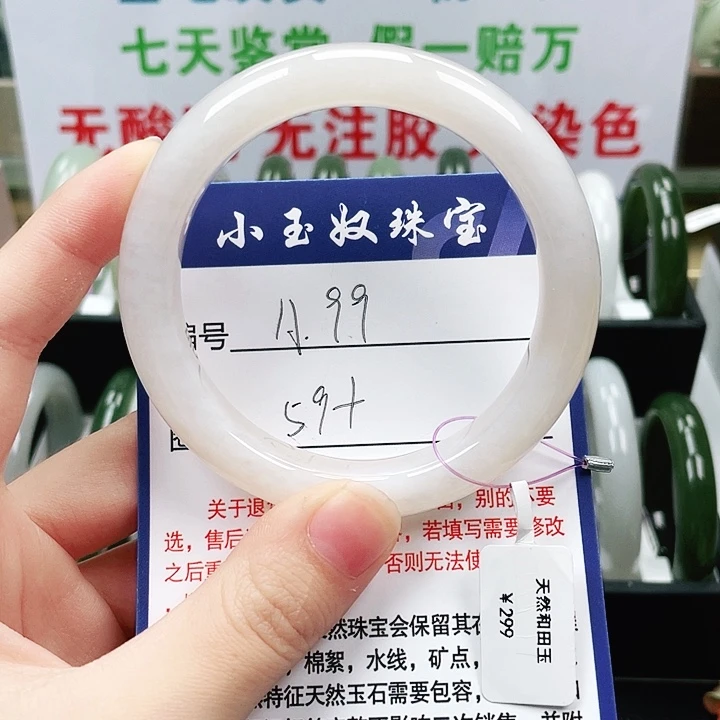 七天鉴赏 假一赔万
无酸 无注胶 染色
小玉奴珠宝
编号 A.99
59+
关于退 别的不要
选，售后 若填写需要修改
之后重 否则无法使
然珠宝会保留其
，棉絮，水线，矿点，
特征天然玉石需要包容，
天然和田玉
￥299